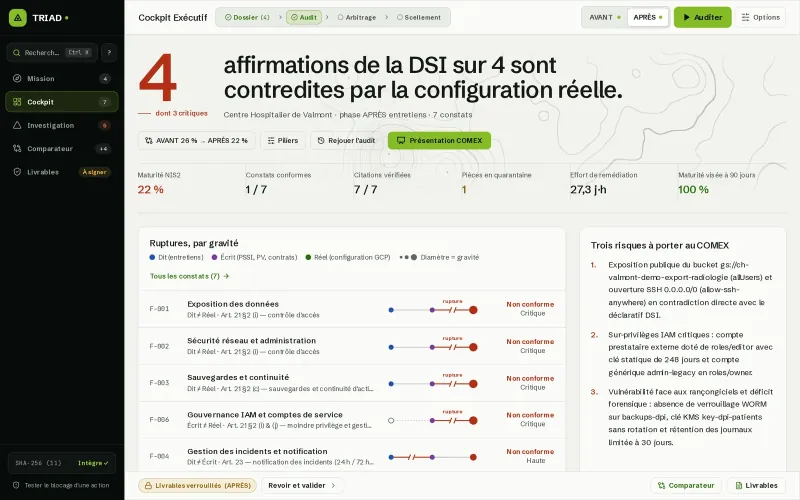 TRIAD
Cockpit Exécutif
Dossier (4)
Audit
Arbitrage
Scellement
AVANT
APRÈS
Auditer
Options
Recherch... Ctrl K ?
Mission 4
Cockpit 7
Investigation 6
Comparateur +4
Livrables À signer
4
dont 3 critiques
affirmations de la DSI sur 4 sont
contredites par la configuration réelle.
Centre Hospitalier de Valmont · phase APRÈS entretiens · 7 constats
AVANT 26 % → APRÈS 22 %
Piliers
Rejouer l'audit
Présentation COMEX
Maturité NIS2
22 %
Constats conformes
1 / 7
Citations vérifiées
7 / 7
Pièces en quarantaine
1
Effort de remédiation
27,3 j·h
Maturité visée à 90 jours
100 %
Ruptures, par gravité
Dit (entretiens)
Écrit (PSSI, PV, contrats)
Réel (configuration GCP)
Diamètre = gravité
Tous les constats (7) →
F-001 Exposition des données rupture Non conforme
Dit ≠ Réel · Art. 21 §2 (i) — contrôle d'accès Critique
F-002 Sécurité réseau et administration rupture Non conforme
Dit ≠ Réel · Art. 21 §2 (i) — contrôle d'accès Critique
F-003 Sauvegardes et continuité rupture Non conforme
Dit ≠ Réel · Art. 21 §2 (c) — sauvegardes et continuité d'acti... Critique
F-006 Gouvernance IAM et comptes de service rupture Non conforme
Écrit ≠ Réel · Art. 21 §2 (i) & (j) — moindre privilège et gesti... Critique
F-004 Gestion des incidents et notification Non conforme
Dit ≠ Écrit · Art. 23 — notification des incidents (24 h / 72 h... Haute
Trois risques à porter au COMEX
1. Exposition publique du bucket gs://ch-
valmont-demo-export-radiologie (allUsers) et
ouverture SSH 0.0.0.0/0 (allow-ssh-
anywhere) en contradiction directe avec le
déclaratif DSI.
2. Sur-privilèges IAM critiques : compte
prestataire externe doté de roles/editor avec
clé statique de 248 jours et compte
générique admin-legacy en roles/owner.
3. Vulnérabilité face aux rançongiciels et déficit
forensique : absence de verrouillage WORM
sur backups-dpi, clé KMS key-dpi-patients
sans rotation et rétention des journaux
limitée à 30 jours.
SHA-256 (11) Intègre ✓
Tester le blocage d'une action
Livrables verrouillés (APRÈS)
Revoir et valider
Comparateur
Livrables